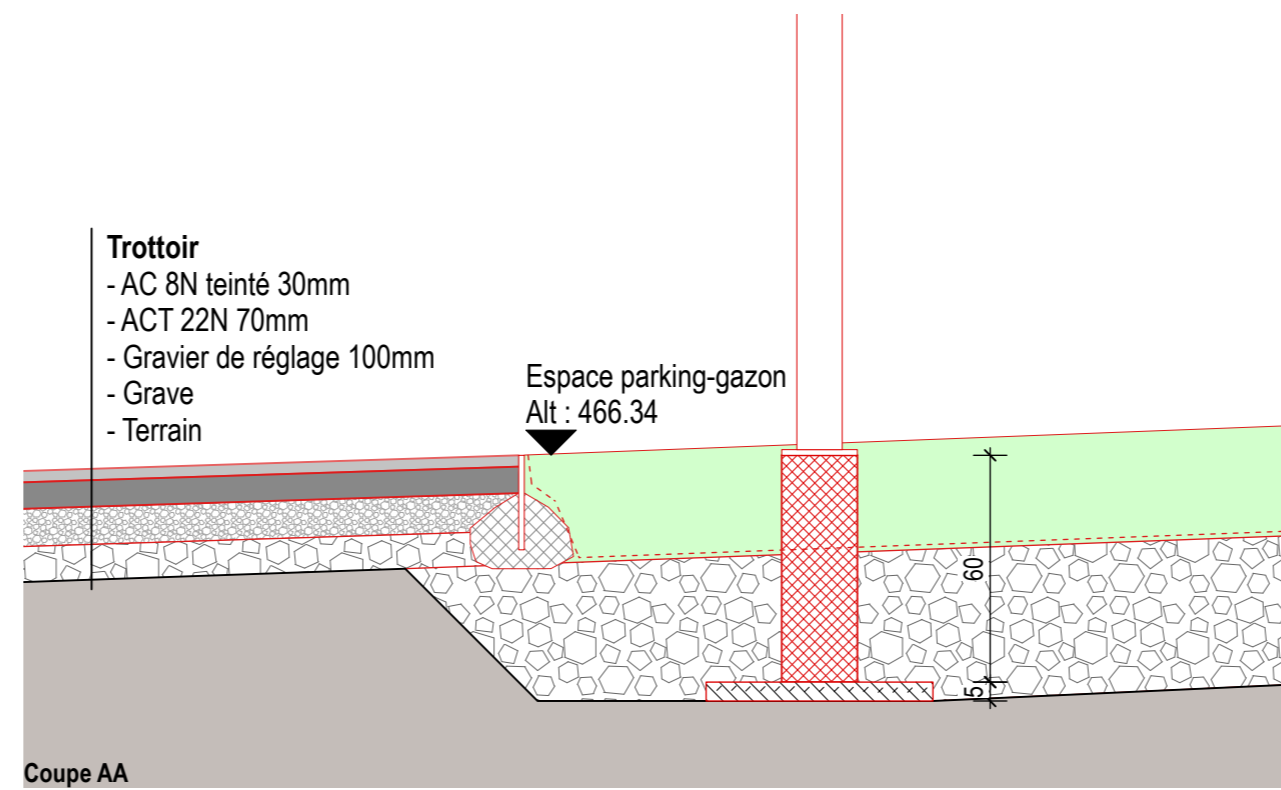 Trottoir
- AC 8N teinté 30mm
- ACT 22N 70mm
- Gravier de réglage 100mm
- Grave
- Terrain
Espace parking-gazon
Alt : 466.34
60
5
Coupe AA